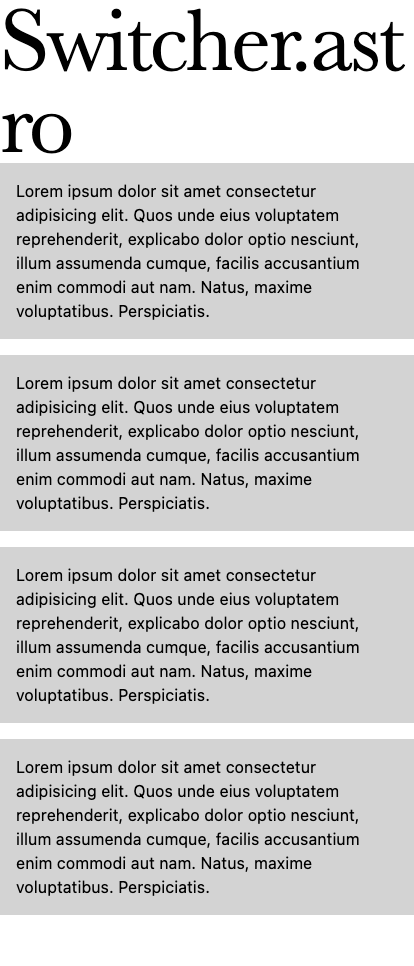 Switcher.ast
ro
Lorem ipsum dolor sit amet consectetur
adipisicing elit. Quos unde eius voluptatem
reprehenderit, explicabo dolor optio nesciunt,
illum assumenda cumque, facilis accusantium
enim commodi aut nam. Natus, maxime
voluptatibus. Perspiciatis.
Lorem ipsum dolor sit amet consectetur
adipisicing elit. Quos unde eius voluptatem
reprehenderit, explicabo dolor optio nesciunt,
illum assumenda cumque, facilis accusantium
enim commodi aut nam. Natus, maxime
voluptatibus. Perspiciatis.
Lorem ipsum dolor sit amet consectetur
adipisicing elit. Quos unde eius voluptatem
reprehenderit, explicabo dolor optio nesciunt,
illum assumenda cumque, facilis accusantium
enim commodi aut nam. Natus, maxime
voluptatibus. Perspiciatis.
Lorem ipsum dolor sit amet consectetur
adipisicing elit. Quos unde eius voluptatem
reprehenderit, explicabo dolor optio nesciunt,
illum assumenda cumque, facilis accusantium
enim commodi aut nam. Natus, maxime
voluptatibus. Perspiciatis.